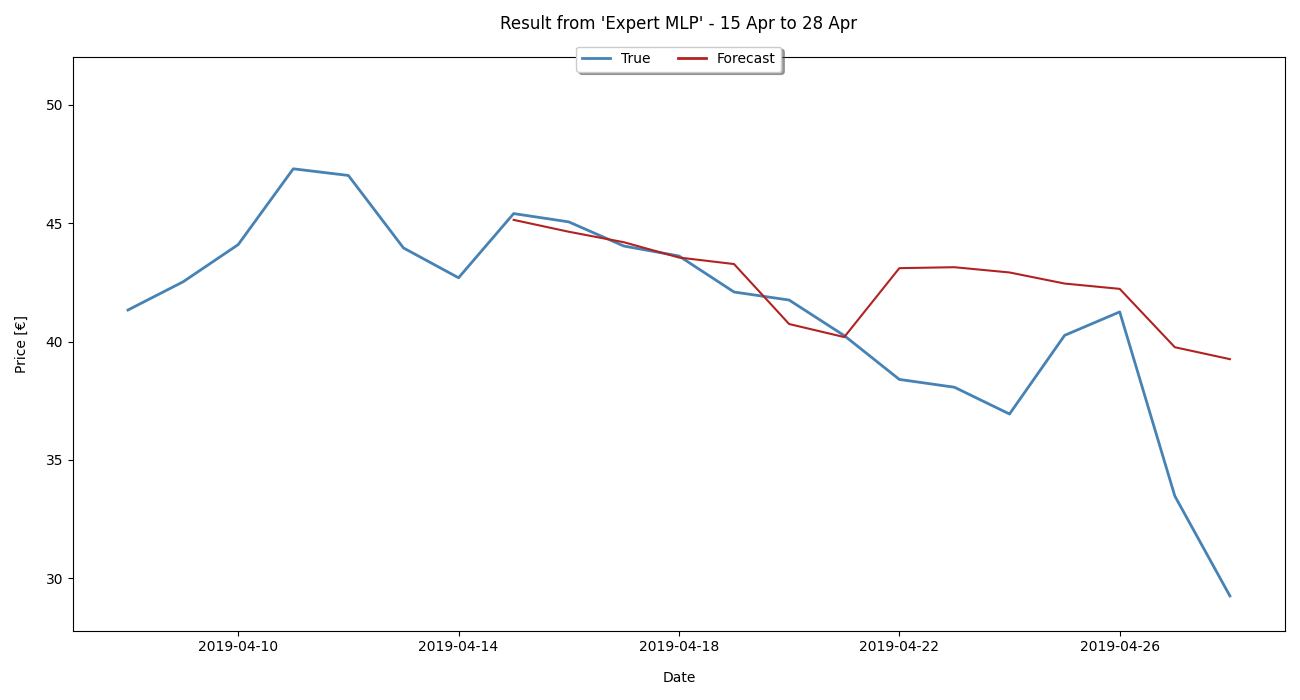 Result from 'Expert MLP' - 15 Apr to 28 Apr
True Forecast
Price [€]
50
45
40
35
30
2019-04-10 2019-04-14 2019-04-18 2019-04-22 2019-04-26
Date